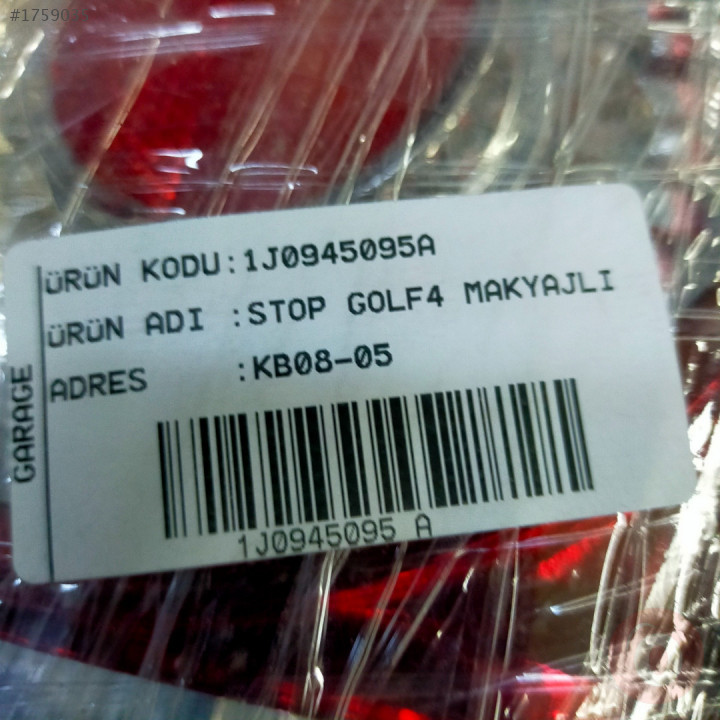 ÜRÜN KODU:1J0945095A
ÜRÜN ADI :STOP GOLF4 MAKYAJLI
ADRES :KB08-05
GARAGE
1J0945095 A